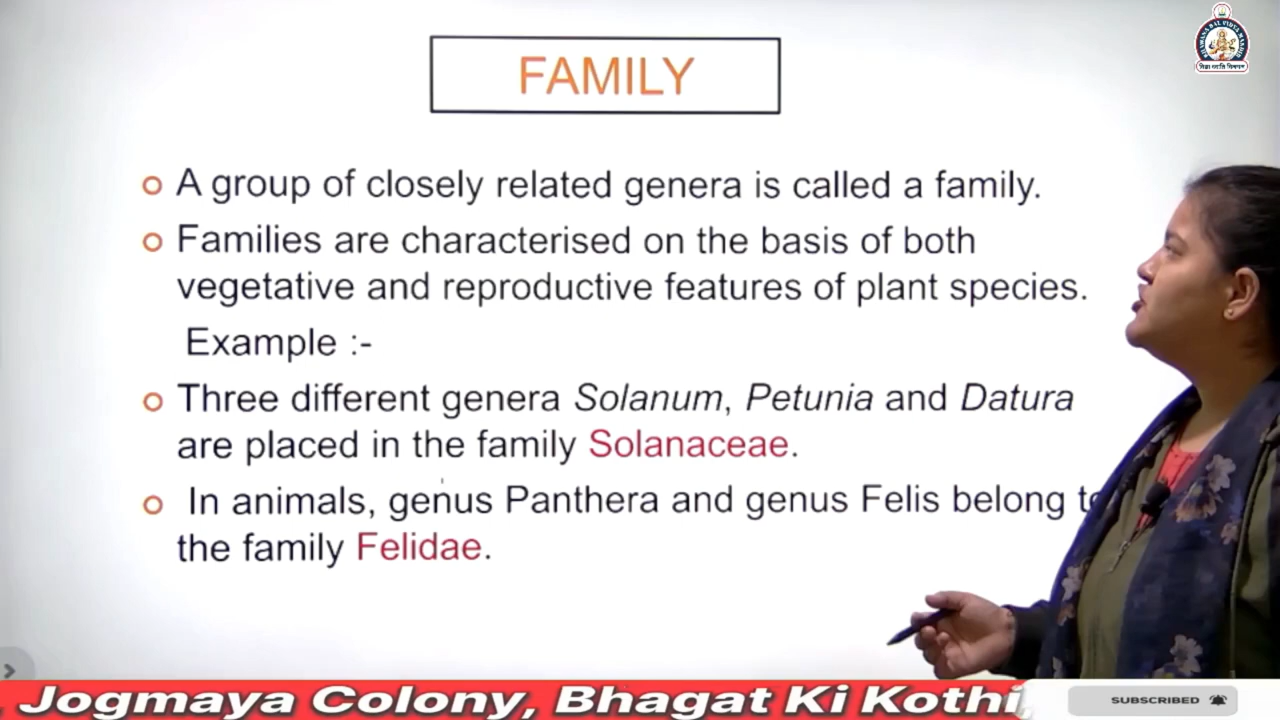 FAMILY
A group of closely related genera is called a family.
Families are characterised on the basis of both
vegetative and reproductive features of plant species.
Example :-
Three different genera Solanum, Petunia and Datura
are placed in the family Solanaceae.
In animals, genus Panthera and genus Felis belong
the family Felidae.
Jogmaya Colony, Bhagat Ki Kothi,
SUBSCRIBED